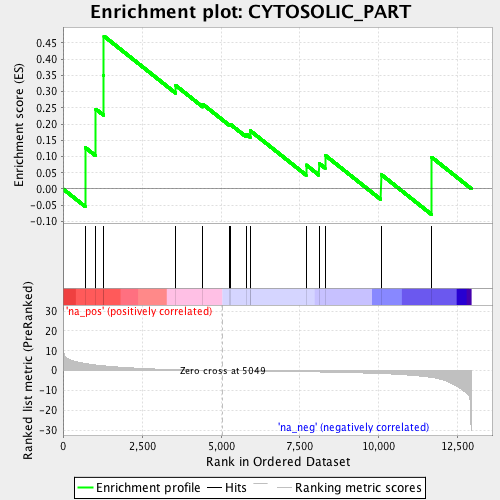 Enrichment plot: CYTOSOLIC_PART
Enrichment score (ES)
0.45
0.40
0.35
0.30
0.25
0.20
0.15
0.10
0.05
0.00
-0.05
-0.10
'na_pos' (positively correlated)
Ranked list metric (PreRanked)
30
20
10
0
-10
-20
-30
Zero cross at 5049
'na_neg' (negatively correlated)
0
2,500
5,000
7,500
10,000
12,500
Rank in Ordered Dataset
Enrichment profile
Hits
Ranking metric scores